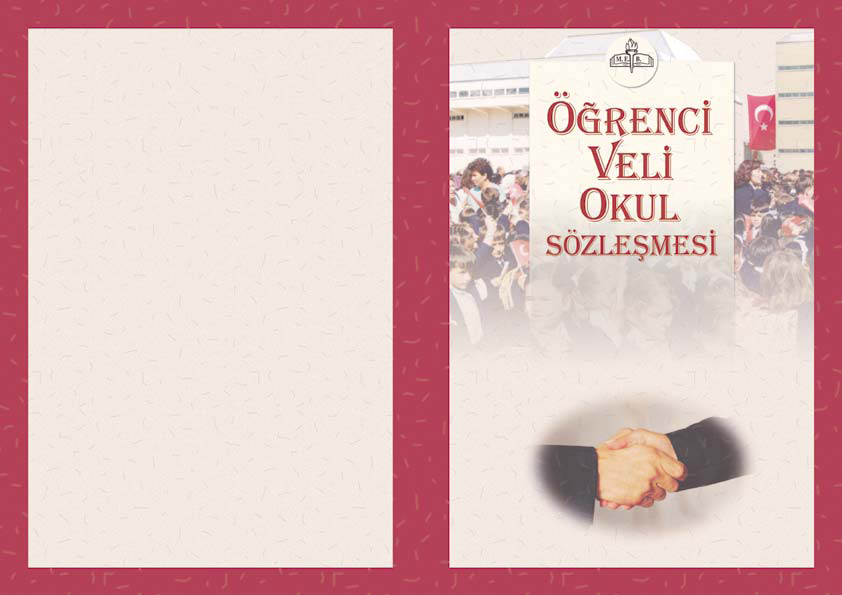 M.E. B.
ÖĞRENCİ
VELİ
OKUL
SÖZLEŞMESİ